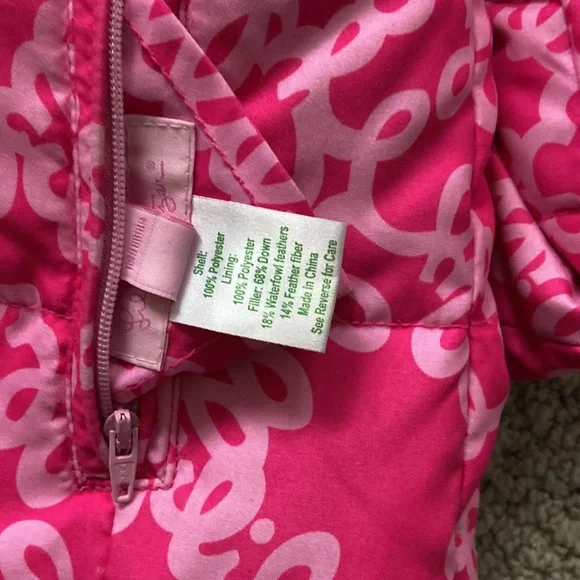 Shell:
100% Polyester
Lining:
100% Polyester
Filler: 68% Down
18% Waterfowl feathers
14% Feather fiber
Made in China
See Reverse for Care